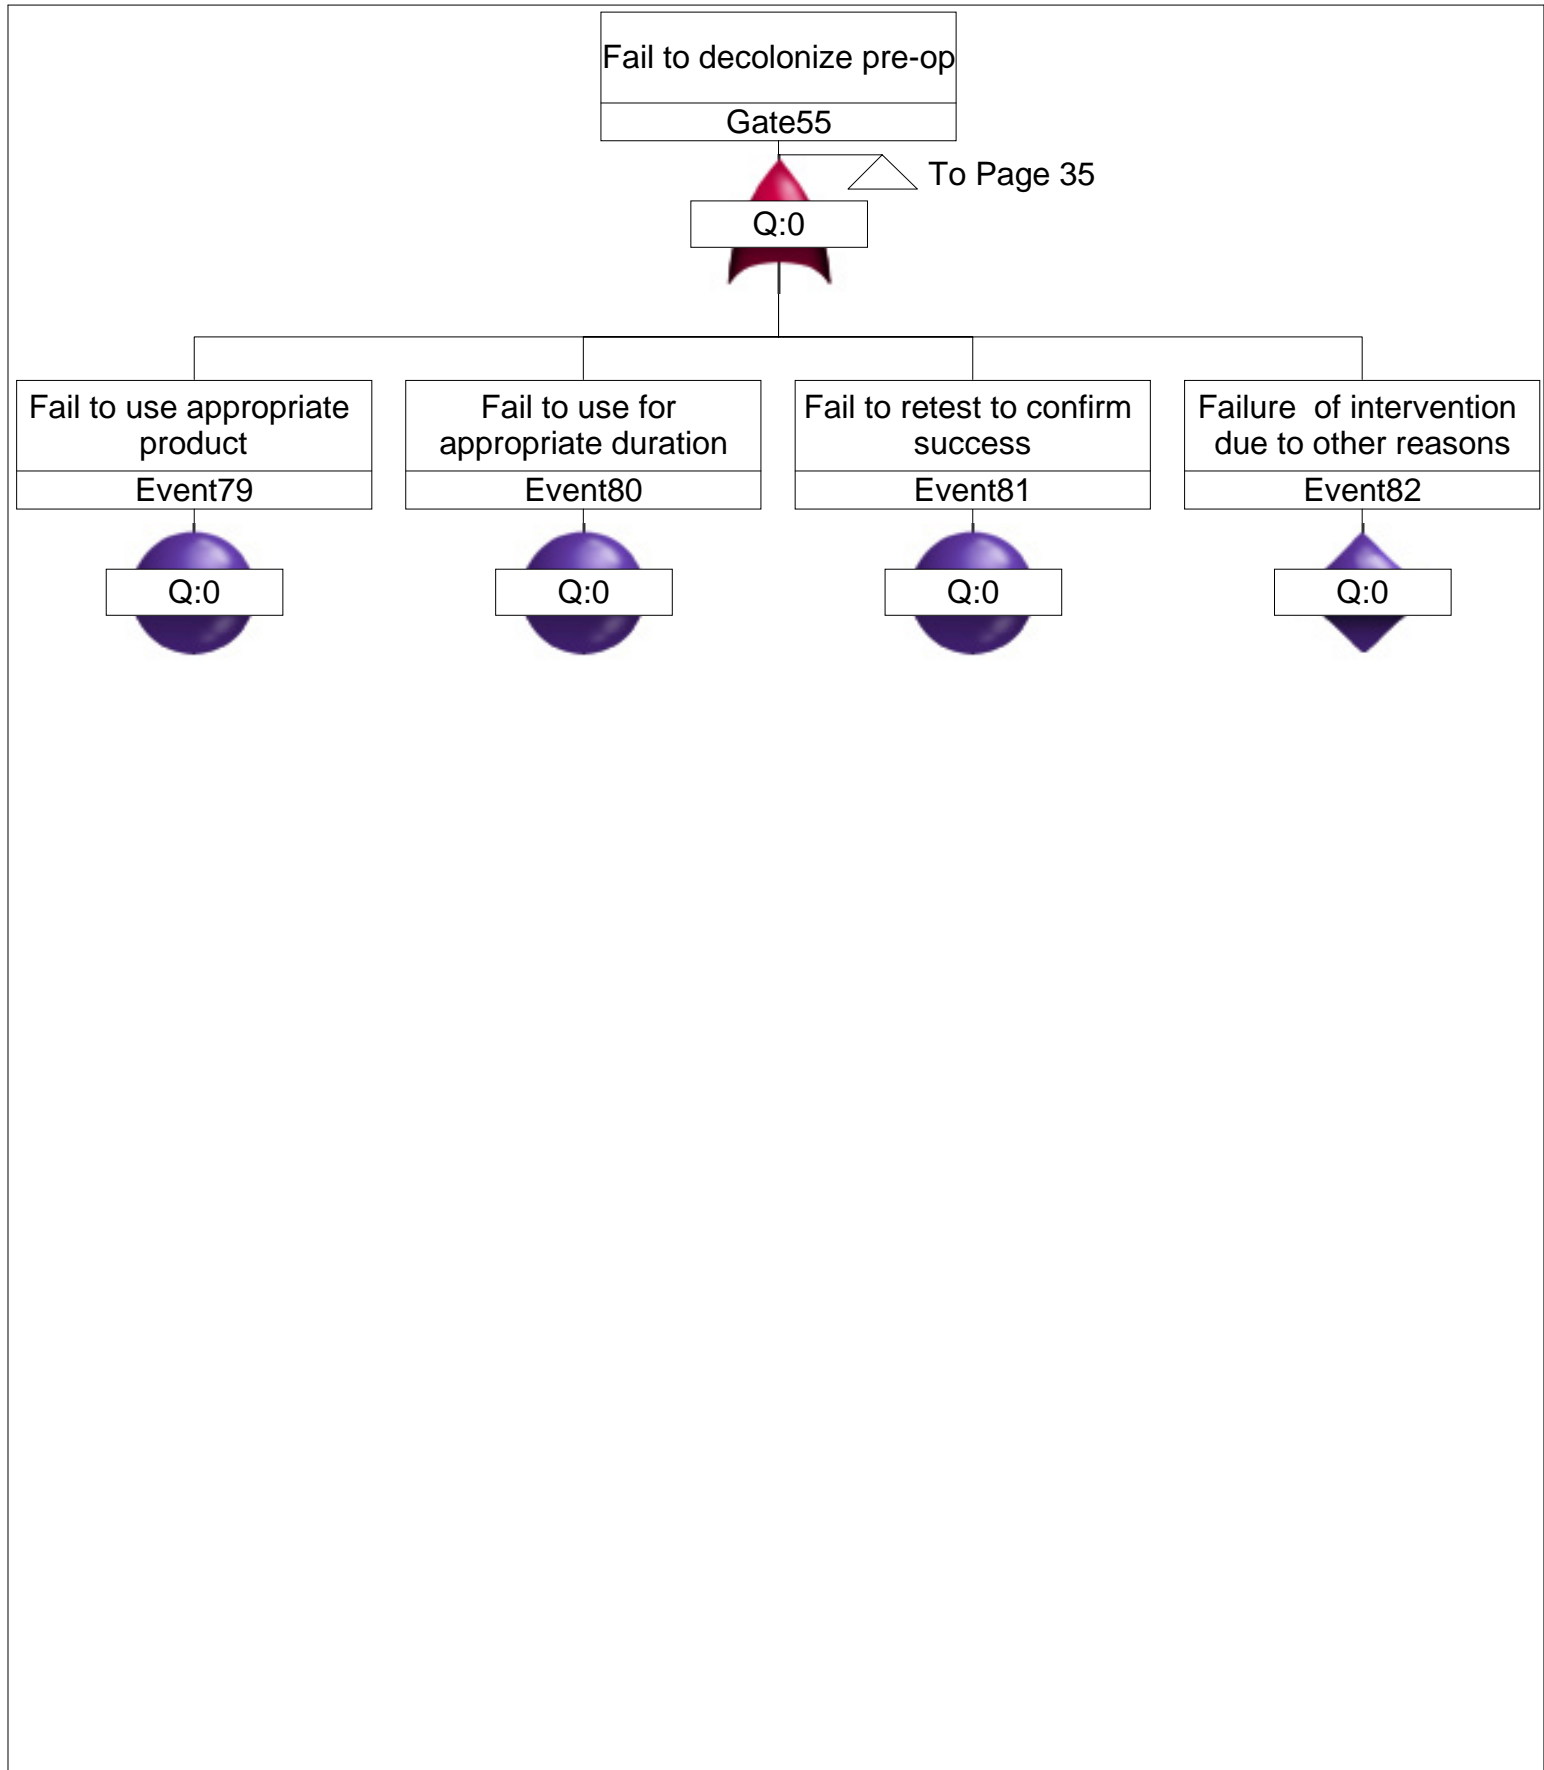 Fail to decolonize pre-op
Gate55
To Page 35
Q:0
Fail to use appropriate
product
Event79
Q:0
Fail to use for
appropriate duration
Event80
Q:0
Fail to retest to confirm
success
Event81
Q:0
Failure  of intervention
due to other reasons
Event82
Q:0